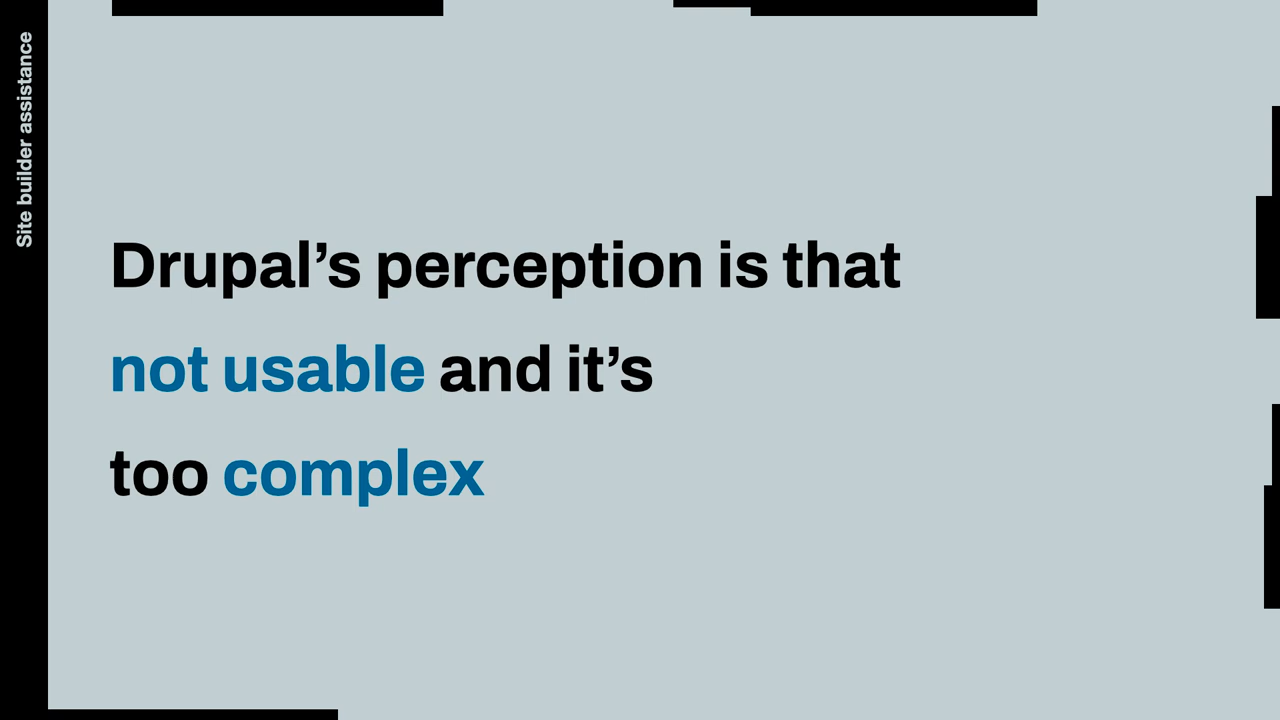 Site builder assistance
Drupal’s perception is that
not usable and it’s
too complex